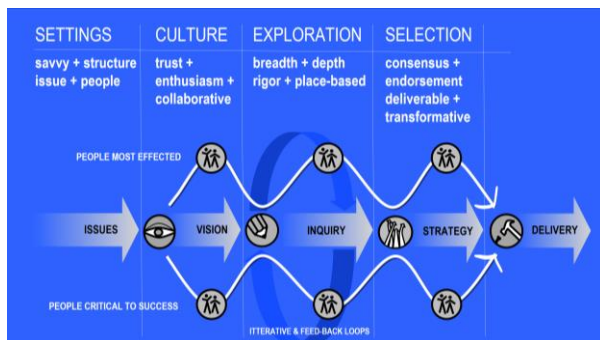 SETTINGS
savvy + structure
issue + people
CULTURE
trust +
enthusiasm +
collaborative
EXPLORATION
breadth + depth
rigor + place-based
SELECTION
consensus +
endorsement
deliverable +
transformative
PEOPLE MOST EFFECTED
ISSUES
VISION
INQUIRY
STRATEGY
DELIVERY
PEOPLE CRITICAL TO SUCCESS
ITTERATIVE & FEED-BACK LOOPS